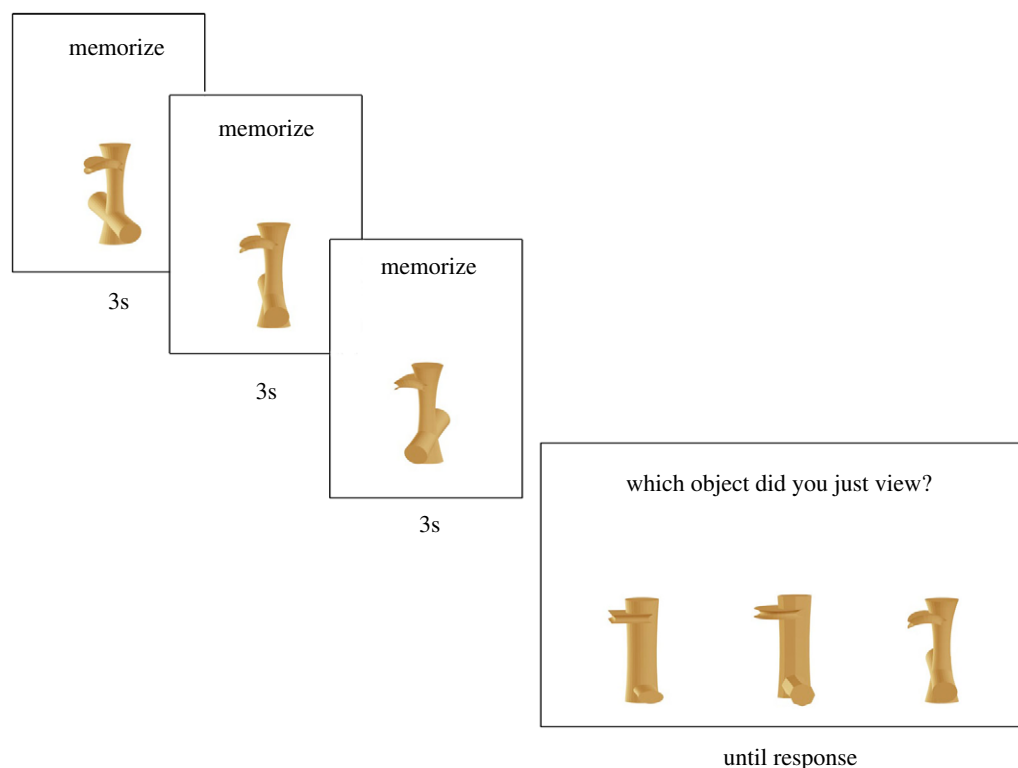 memorize
3s
memorize
3s
memorize
3s
which object did you just view?
until response